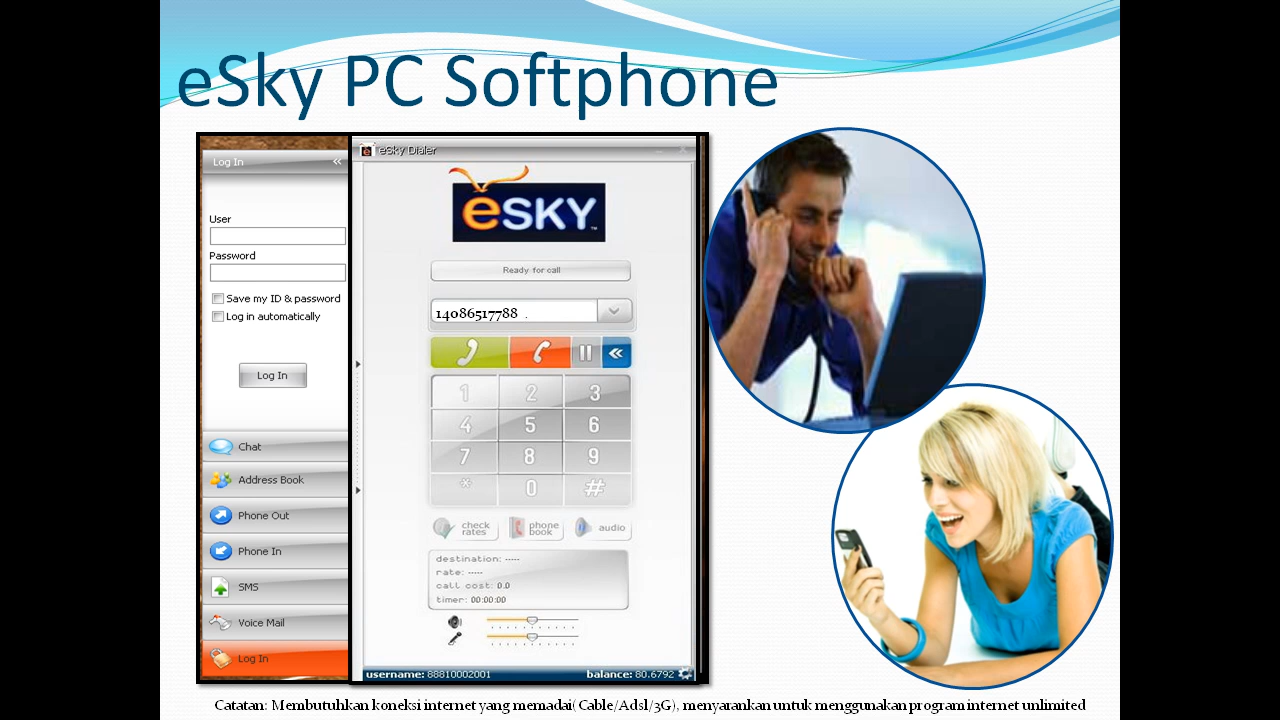 eSky PC Softphone
Log In «
User
Password
Save my ID & password
Log in automatically
Log In
Chat
Address Book
Phone Out
Phone In
SMS
Voice Mail
Log In
eSky Dialer
eSKY™
Ready for call
14086517788 .
«
1 2 3
4 5 6
7 8 9
* 0 #
check rates
phone book
audio
destination: -----
rate: -----
call cost: 0.0
timer: 00:00:00
username: 88810002001 balance: 80.6792
Catatan: Membutuhkan koneksi internet yang memadai( Cable/Adsl/3G), menyarankan untuk menggunakan program internet unlimited